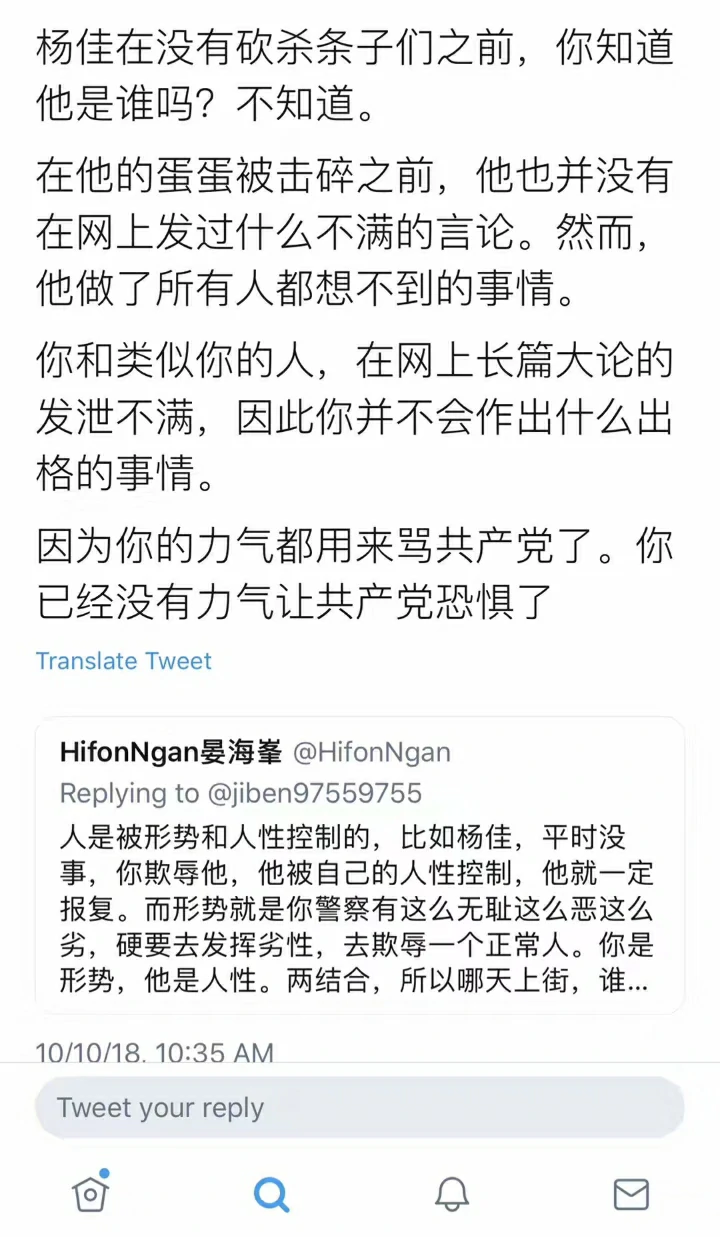 杨佳在没有砍杀条子们之前，你知道
他是谁吗？不知道。
在他的蛋蛋被击碎之前，他也并没有
在网上发过什么不满的言论。然而，
他做了所有人都想不到的事情。
你和类似你的人，在网上长篇大论的
发泄不满，因此你并不会作出什么出
格的事情。
因为你的力气都用来骂共产党了。你
已经没有力气让共产党恐惧了
Translate Tweet
HifonNgan晏海峯 @HifonNgan
Replying to @jiben97559755
人是被形势和人性控制的，比如杨佳，平时没
事，你欺辱他，他被自己的人性控制，他就一定
报复。而形势就是你警察有这么无耻这么恶这么
劣，硬要去发挥劣性，去欺辱一个正常人。你是
形势，他是人性。两结合，所以哪天上街，谁...
10/10/18, 10:35 AM
Tweet your reply